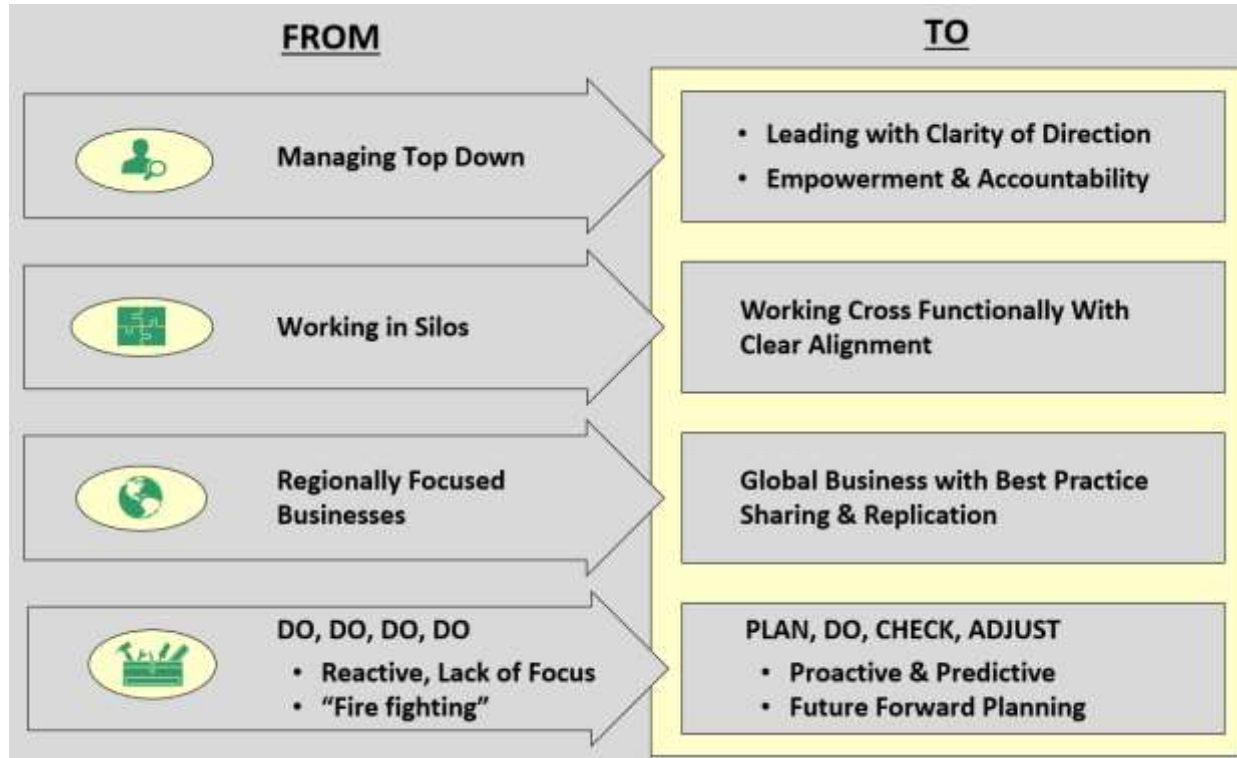 FROM
TO
Managing Top Down
• Leading with Clarity of Direction
• Empowerment & Accountability
Working in Silos
Working Cross Functionally With
Clear Alignment
Regionally Focused
Businesses
Global Business with Best Practice
Sharing & Replication
DO, DO, DO, DO
• Reactive, Lack of Focus
• “Fire fighting”
PLAN, DO, CHECK, ADJUST
• Proactive & Predictive
• Future Forward Planning